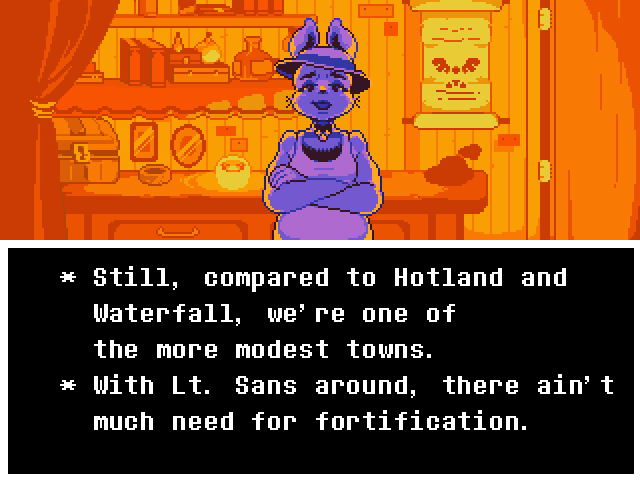 * Still, compared to Hotland and
Waterfall, we're one of
the more modest towns.
* With Lt. Sans around, there ain't
much need for fortification.